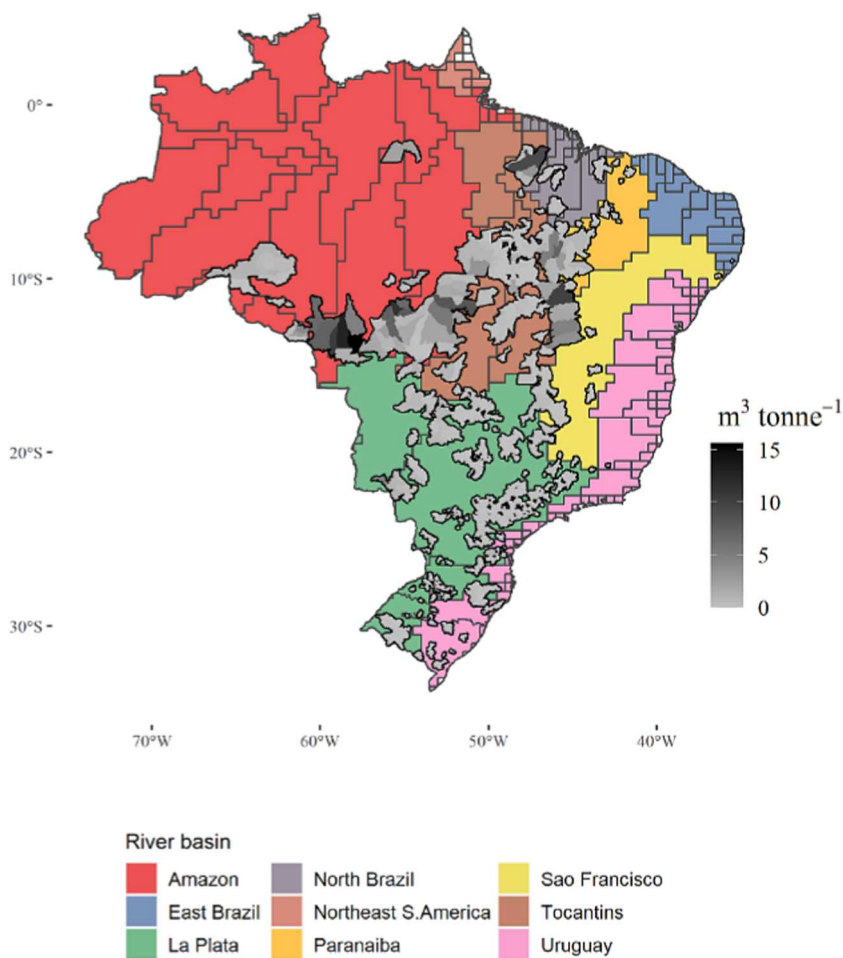 0°
10°S
20°S
30°S
70°W 60°W 50°W 40°W
m³ tonne⁻¹
15
10
5
0
River basin
Amazon North Brazil Sao Francisco
East Brazil Northeast S.America Tocantins
La Plata Paranaiba Uruguay